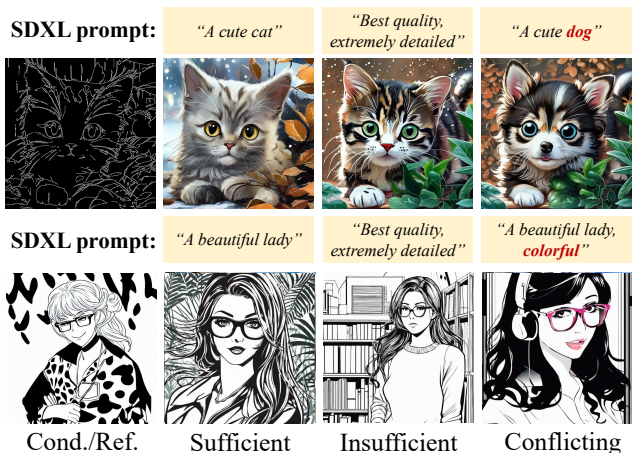 SDXL prompt: "A cute cat" "Best quality,
extremely detailed" "A cute dog"
SDXL prompt: "A beautiful lady" "Best quality,
extremely detailed" "A beautiful lady,
colorful"
Cond./Ref. Sufficient Insufficient Conflicting